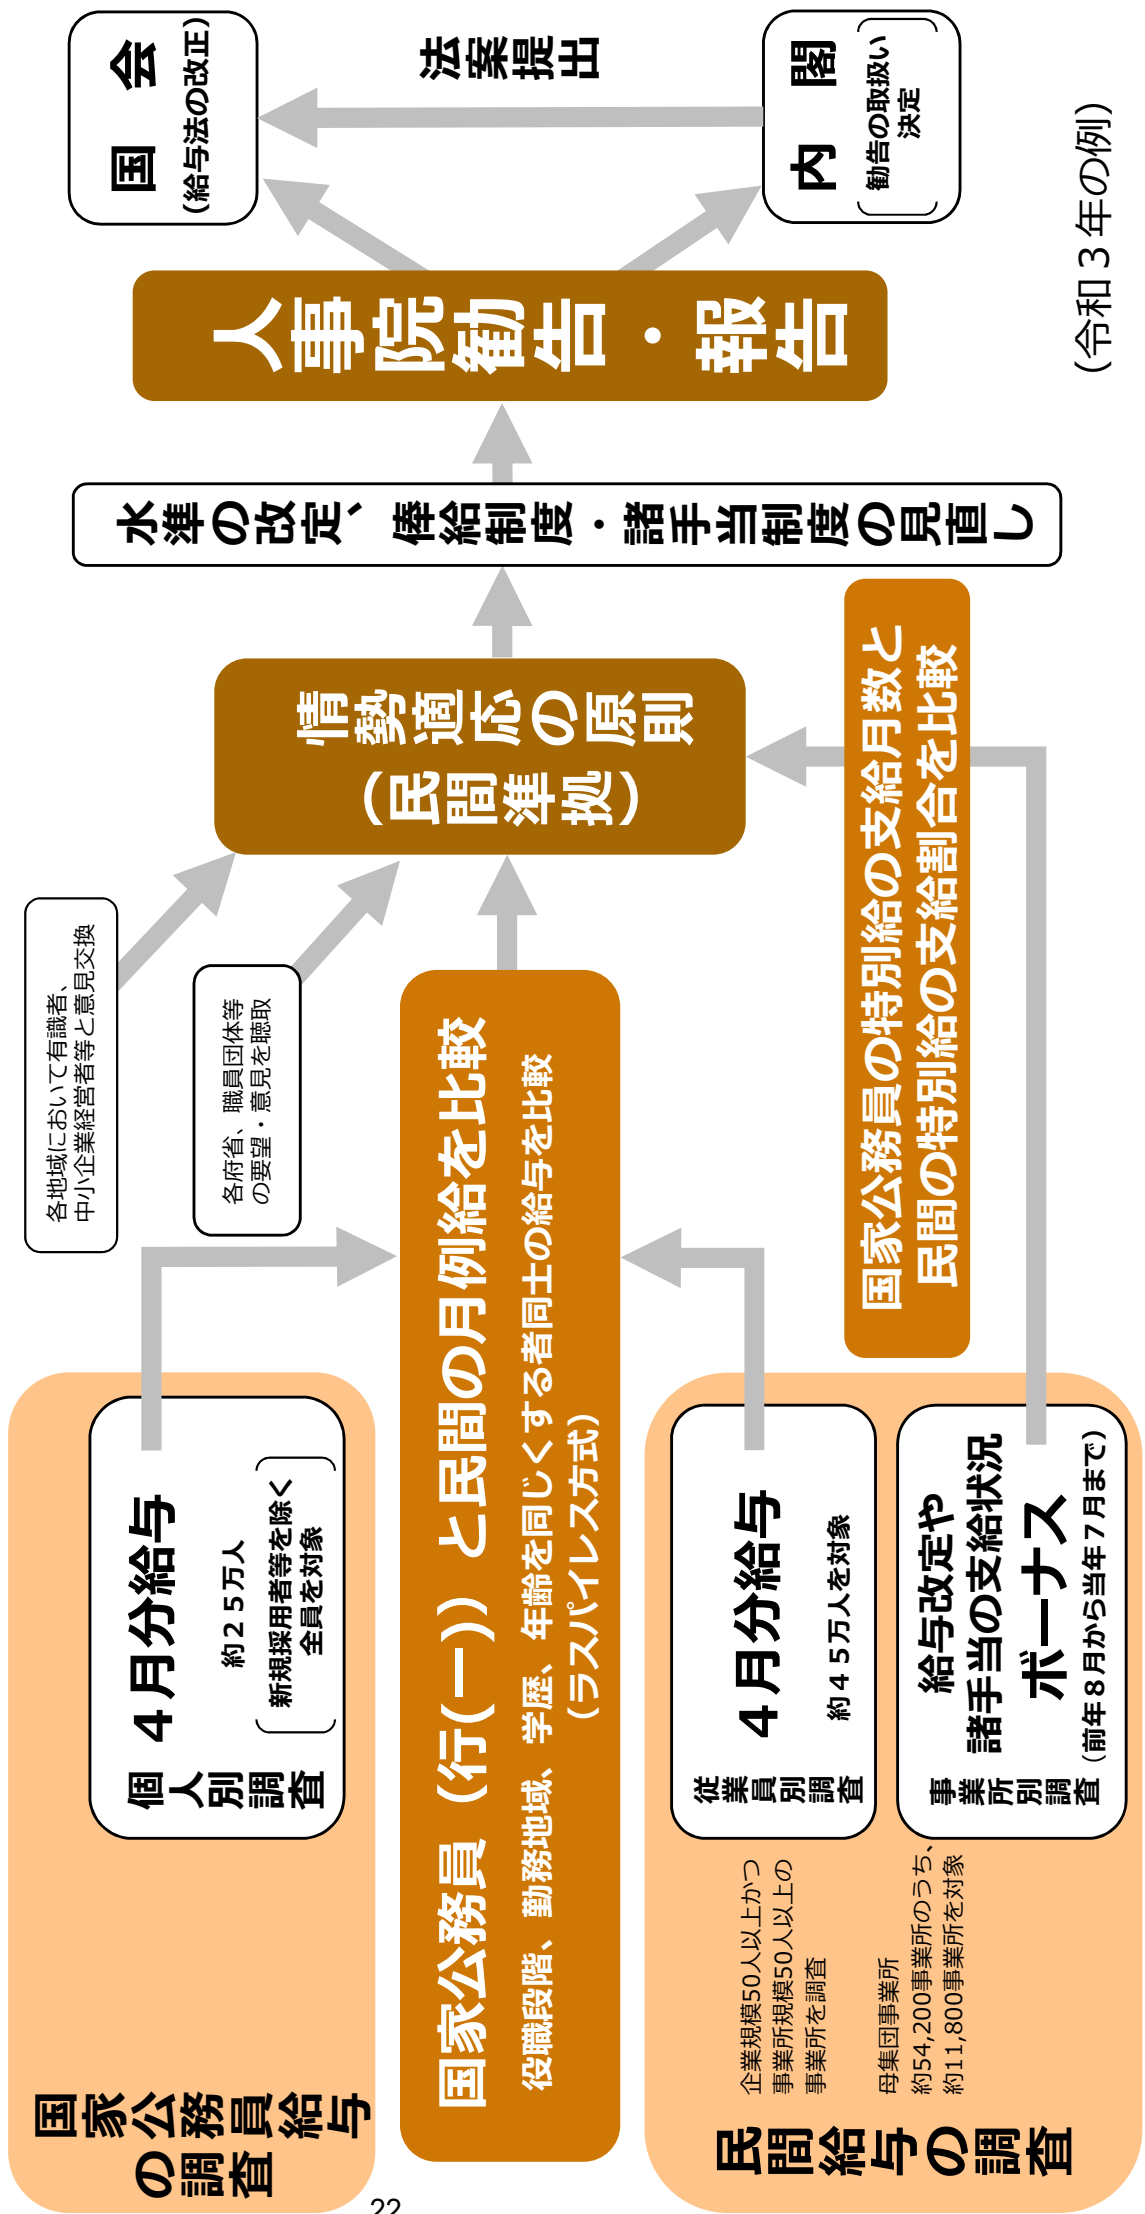 国家公務員給与
の調査
個人別調査
４月分給与
約２５万人
新規採用者等を除く
全員を対象
国家公務員（行(一)）と民間の月例給を比較
役職段階、勤務地域、学歴、年齢を同じくする者同士の給与を比較
(ラスパイレス方式)
民間給与の調査
企業規模50人以上かつ
事業所規模50人以上の
事業所を調査
母集団事業所
約54,200事業所のうち、
約11,800事業所を対象
従業員別調査
４月分給与
約４５万人を対象
事業所別調査
給与改定や
諸手当の支給状況
ボーナス
(前年８月から当年７月まで)
各地域において有識者、
中小企業経営者等と意見交換
各府省、職員団体等
の要望・意見を聴取
国家公務員の特別給の支給月数と
民間の特別給の支給割合を比較
情勢適応の原則
（民間準拠）
水準の改定、俸給制度・諸手当制度の見直し
人事院勧告・報告
国会
(給与法の改正)
法案提出
内閣
勧告の取扱い
決定
(令和３年の例)
22